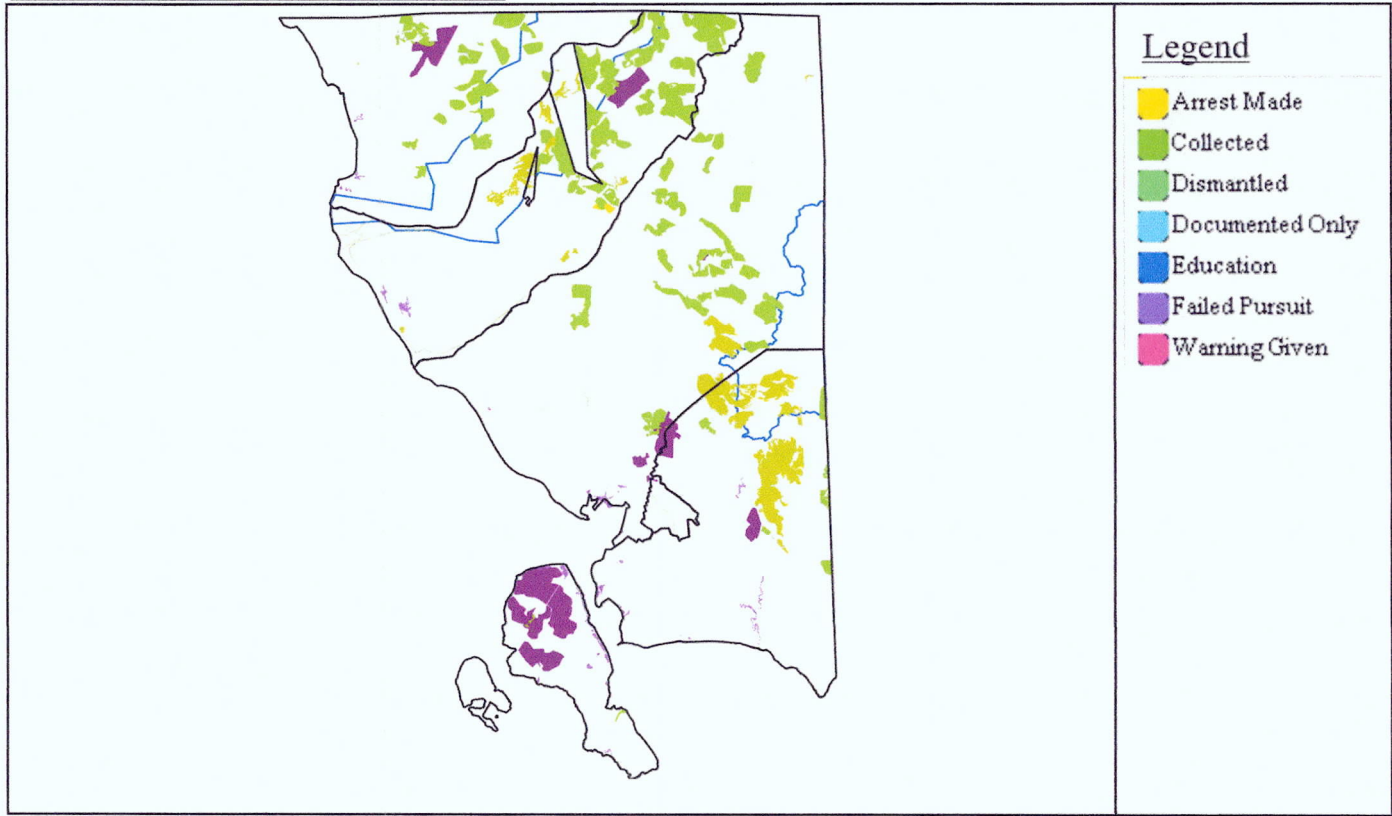 Legend
Arrest Made
Collected
Dismantled
Documented Only
Education
Failed Pursuit
Warning Given